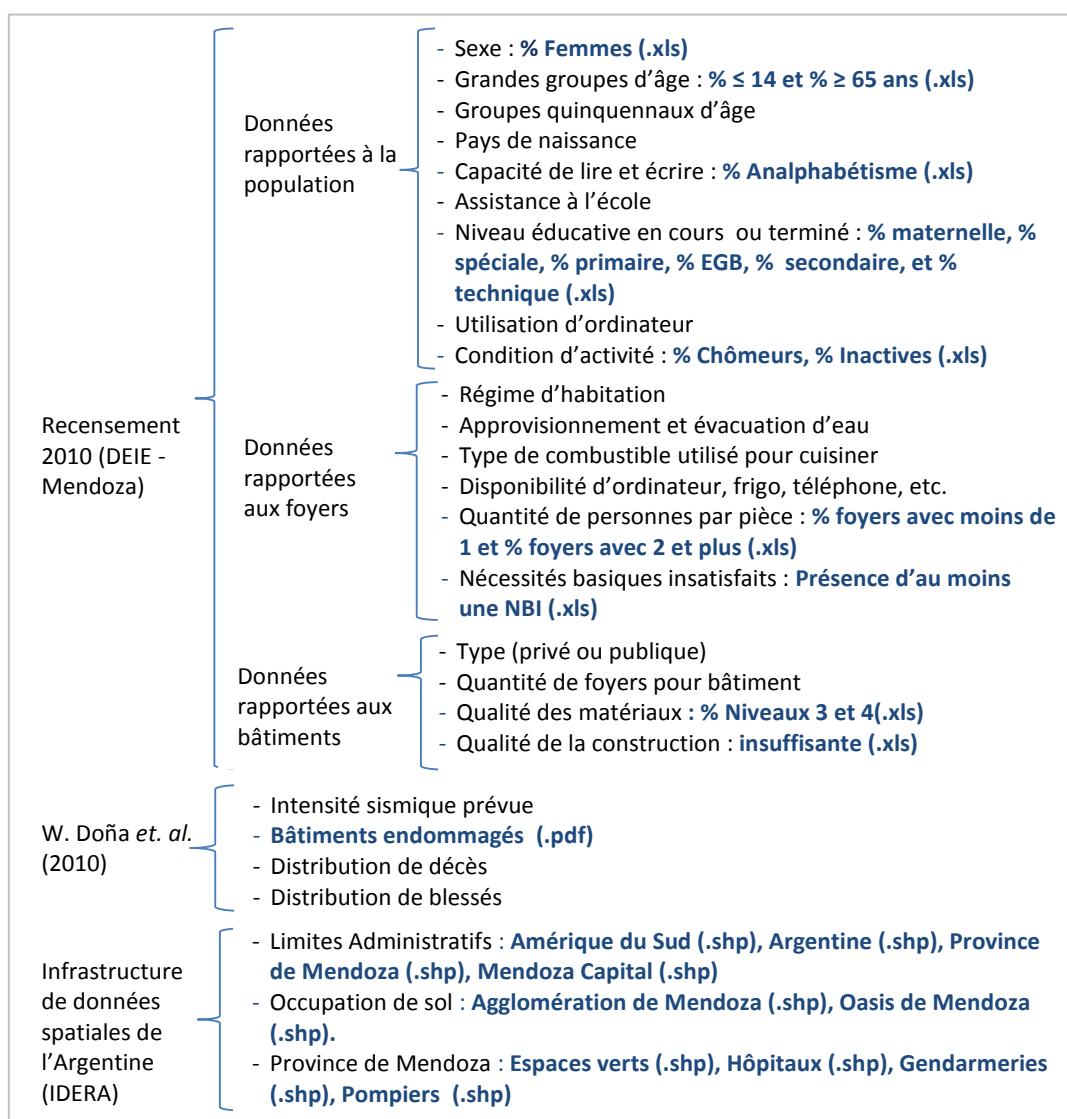 Recensement
2010 (DEIE -
Mendoza)
Données
rapportées à la
population
- Sexe : % Femmes (.xls)
- Grandes groupes d’âge : % ≤ 14 et % ≥ 65 ans (.xls)
- Groupes quinquennaux d’âge
- Pays de naissance
- Capacité de lire et écrire : % Analphabétisme (.xls)
- Assistance à l’école
- Niveau éducative en cours ou terminé : % maternelle, %
spéciale, % primaire, % EGB, % secondaire, et %
technique (.xls)
- Utilisation d’ordinateur
- Condition d’activité : % Chômeurs, % Inactives (.xls)
Données
rapportées
aux foyers
- Régime d’habitation
- Approvisionnement et évacuation d’eau
- Type de combustible utilisé pour cuisiner
- Disponibilité d’ordinateur, frigo, téléphone, etc.
- Quantité de personnes par pièce : % foyers avec moins de
1 et % foyers avec 2 et plus (.xls)
- Nécessités basiques insatisfaits : Présence d’au moins
une NBI (.xls)
Données
rapportées aux
bâtiments
- Type (privé ou publique)
- Quantité de foyers pour bâtiment
- Qualité des matériaux : % Niveaux 3 et 4(.xls)
- Qualité de la construction : insuffisante (.xls)
W. Doña et. al.
(2010)
- Intensité sismique prévue
- Bâtiments endommagés (.pdf)
- Distribution de décès
- Distribution de blessés
Infrastructure
de données
spatiales de
l’Argentine
(IDERA)
- Limites Administratifs : Amérique du Sud (.shp), Argentine (.shp), Province
de Mendoza (.shp), Mendoza Capital (.shp)
- Occupation de sol : Agglomération de Mendoza (.shp), Oasis de Mendoza
(.shp).
- Province de Mendoza : Espaces verts (.shp), Hôpitaux (.shp), Gendarmeries
(.shp), Pompiers (.shp)